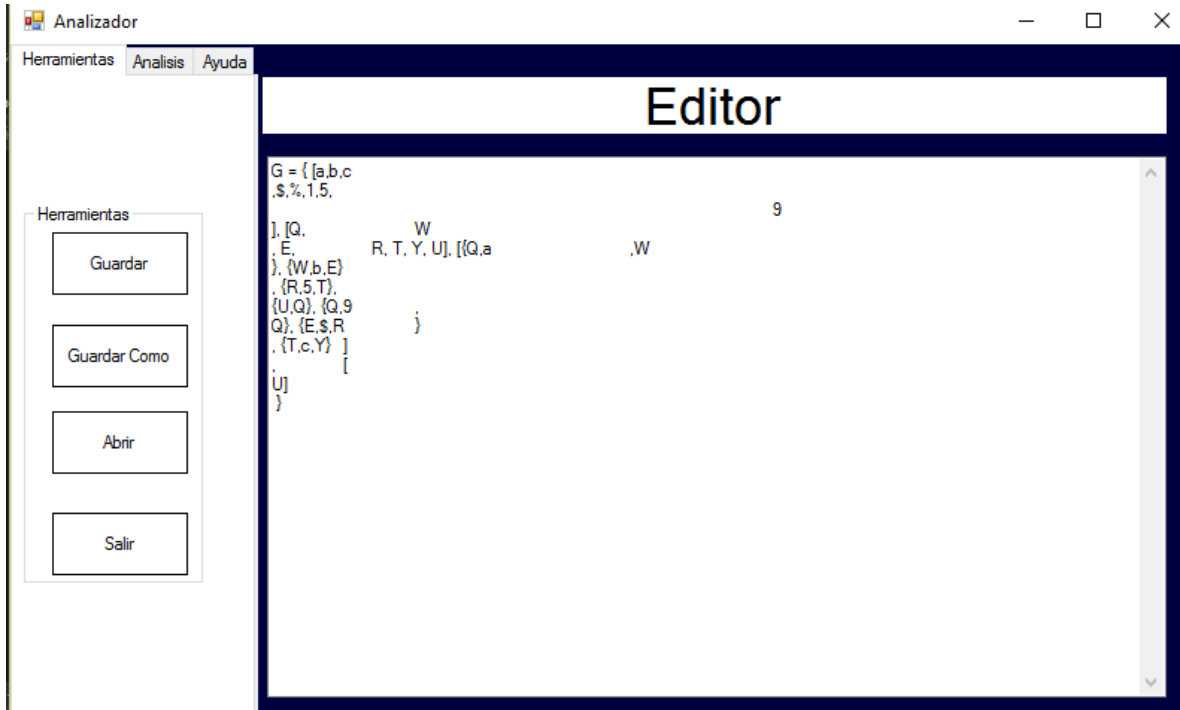 Analizador
Herramientas Analisis Ayuda
Editor
Herramientas
Guardar
Guardar Como
Abrir
Salir
G = { [a,b,c
,$,%,1,5,
9
], [Q, W
, E, R, T, Y, U], [{Q,a ,W
}, {W,b,E}
, {R,5,T},
{U,Q}, {Q,9 ,
Q}, {E,$,R }
, {T,c,Y} ]
, [
U]
}